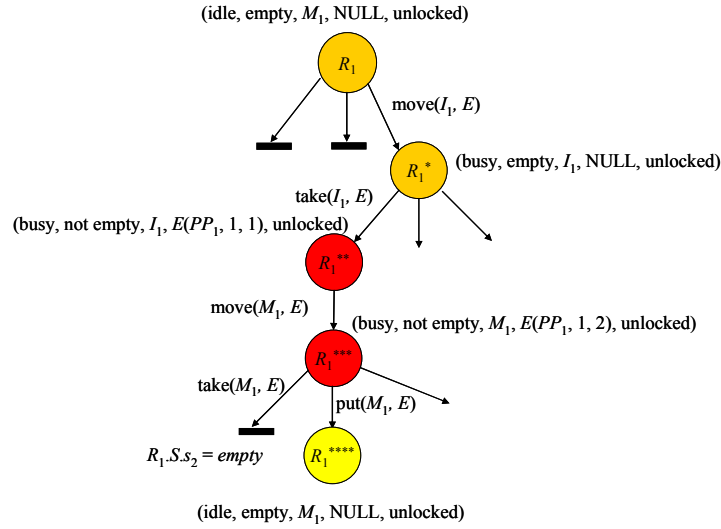 (idle, empty, M₁, NULL, unlocked)
R₁
move(I₁, E)
R₁*
(busy, empty, I₁, NULL, unlocked)
take(I₁, E)
(busy, not empty, I₁, E(PP₁, 1, 1), unlocked)
R₁**
move(M₁, E)
(busy, not empty, M₁, E(PP₁, 1, 2), unlocked)
R₁***
take(M₁, E)
put(M₁, E)
R₁.S.s₂ = empty
R₁****
(idle, empty, M₁, NULL, unlocked)